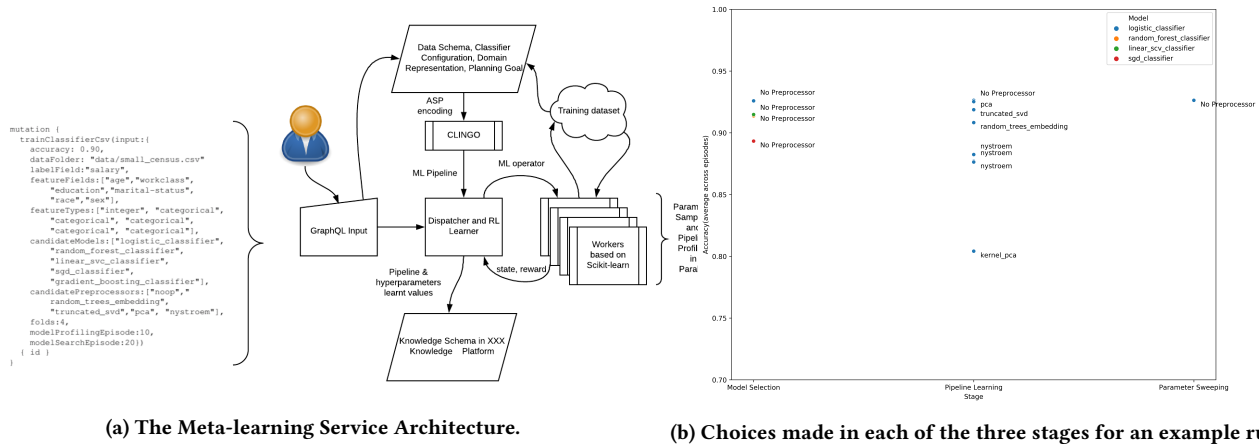 mutation {
trainClassifierCsv(input:{
accuracy: 0.90,
dataFolder: "data/small_census.csv"
labelField:"salary",
featureFields:["age","workclass",
"education","marital-status",
"race","sex"],
featureTypes:["integer", "categorical",
"categorical", "categorical",
"categorical", "categorical"],
candidateModels:["logistic_classifier",
"random_forest_classifier",
"linear_svc_classifier",
"sgd_classifier",
"gradient_boosting_classifier"],
candidatePreprocessors:["noop","
random_trees_embedding",
"truncated_svd","pca", "nystroem"],
folds:4,
modelProfilingEpisode:10,
modelSearchEpisode:20})
{ id }
}
GraphQL Input
Data Schema, Classifier
Configuration, Domain
Representation, Planning Goal
ASP
encoding
CLINGO
ML Pipeline
Dispatcher and RL
Learner
ML operator
state, reward
Training dataset
Workers
based on
Scikit-learn
Pipeline &
hyperparameters
learnt values
Knowledge Schema in XXX
Knowledge Platform
Param
Samp
and
Pipel
Profil
in
Para
(a) The Meta-learning Service Architecture.
Accuracy(average across episodes)
1.00
0.95
0.90
0.85
0.80
0.75
0.70
Model
logistic_classifier
random_forest_classifier
linear_scv_classifier
sgd_classifier
No Preprocessor
No Preprocessor
No Preprocessor
No Preprocessor
No Preprocessor
pca
truncated_svd
random_trees_embedding
nystroem
nystroem
nystroem
kernel_pca
No Preprocessor
Model Selection
Pipeline Learning
Parameter Sweeping
Stage
(b) Choices made in each of the three stages for an example ru